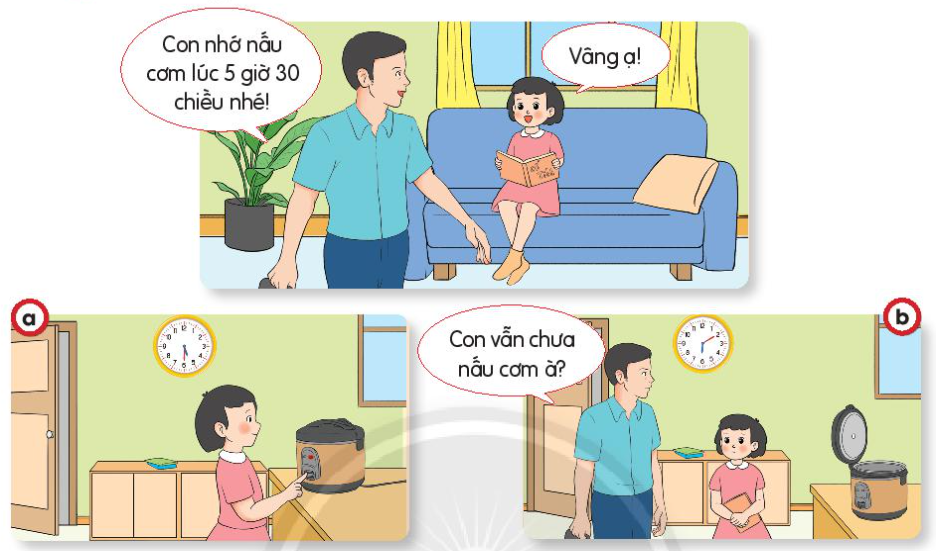 Con nhớ nấu
cơm lúc 5 giờ 30
chiều nhé!
Vâng ạ!
a
b
Con vẫn chưa
nấu cơm à?